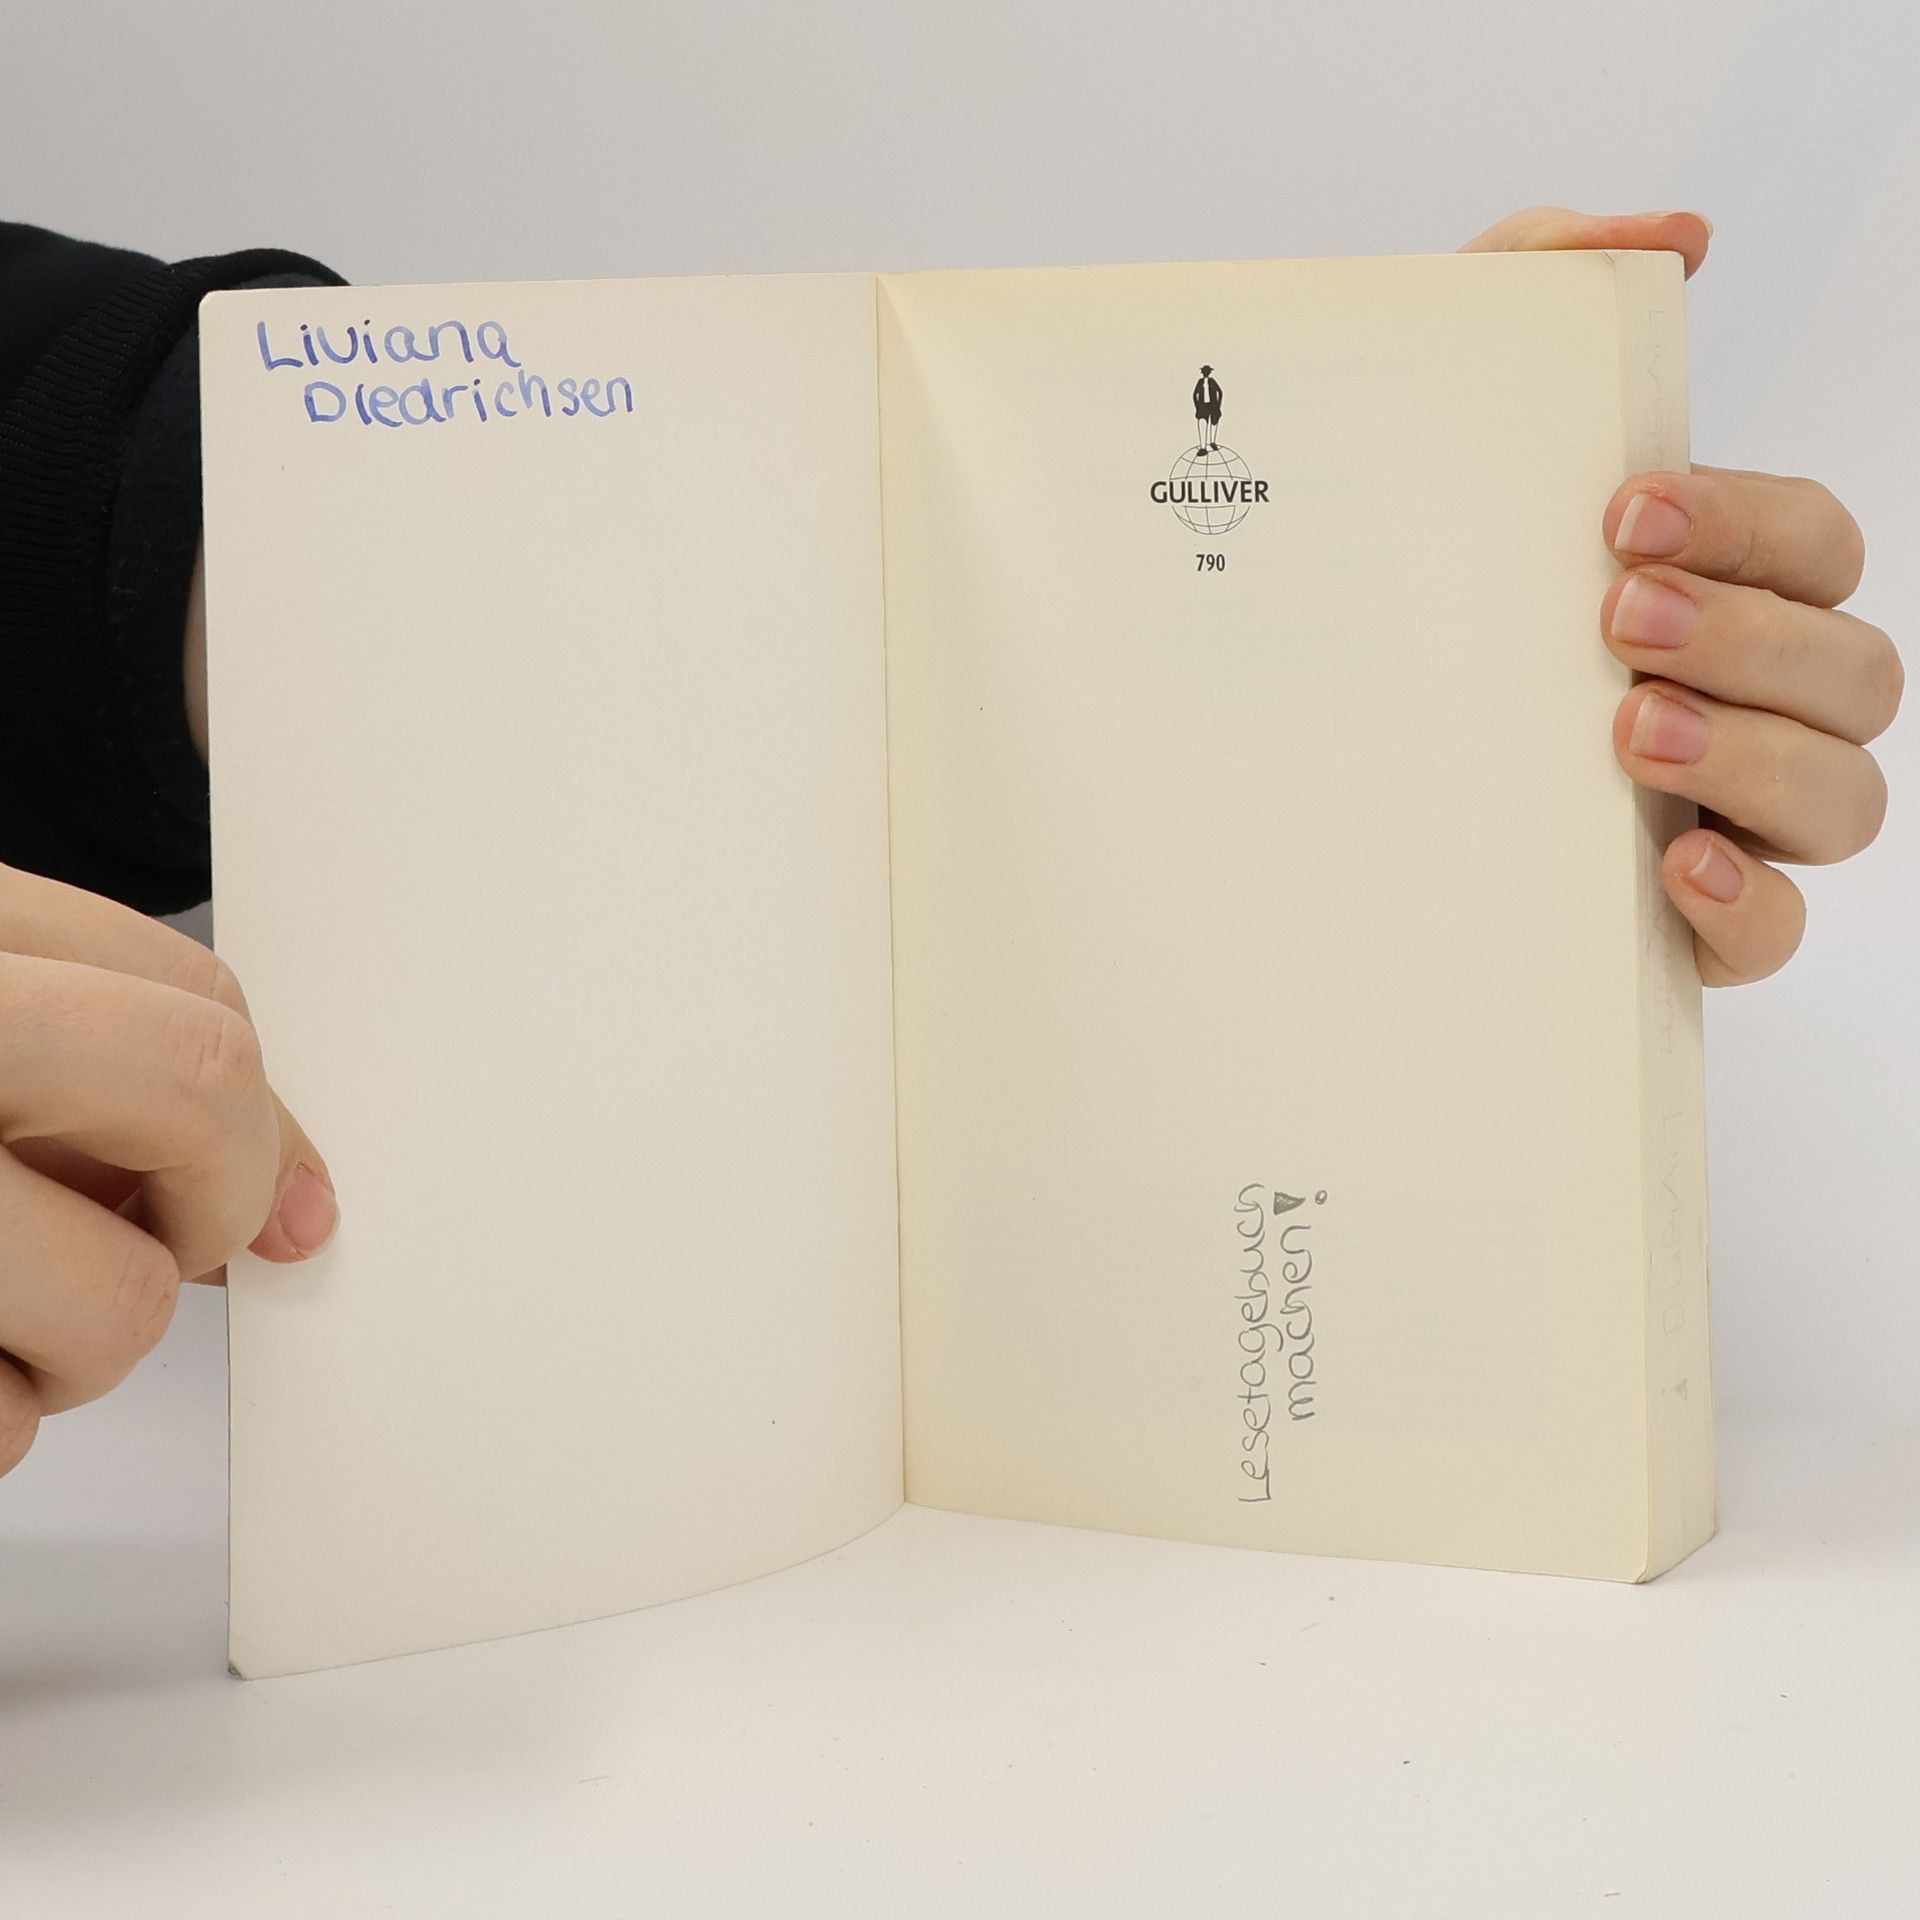 Liviana
Diedrichsen
GULLIVER
790
Lesetagebuch
machen!